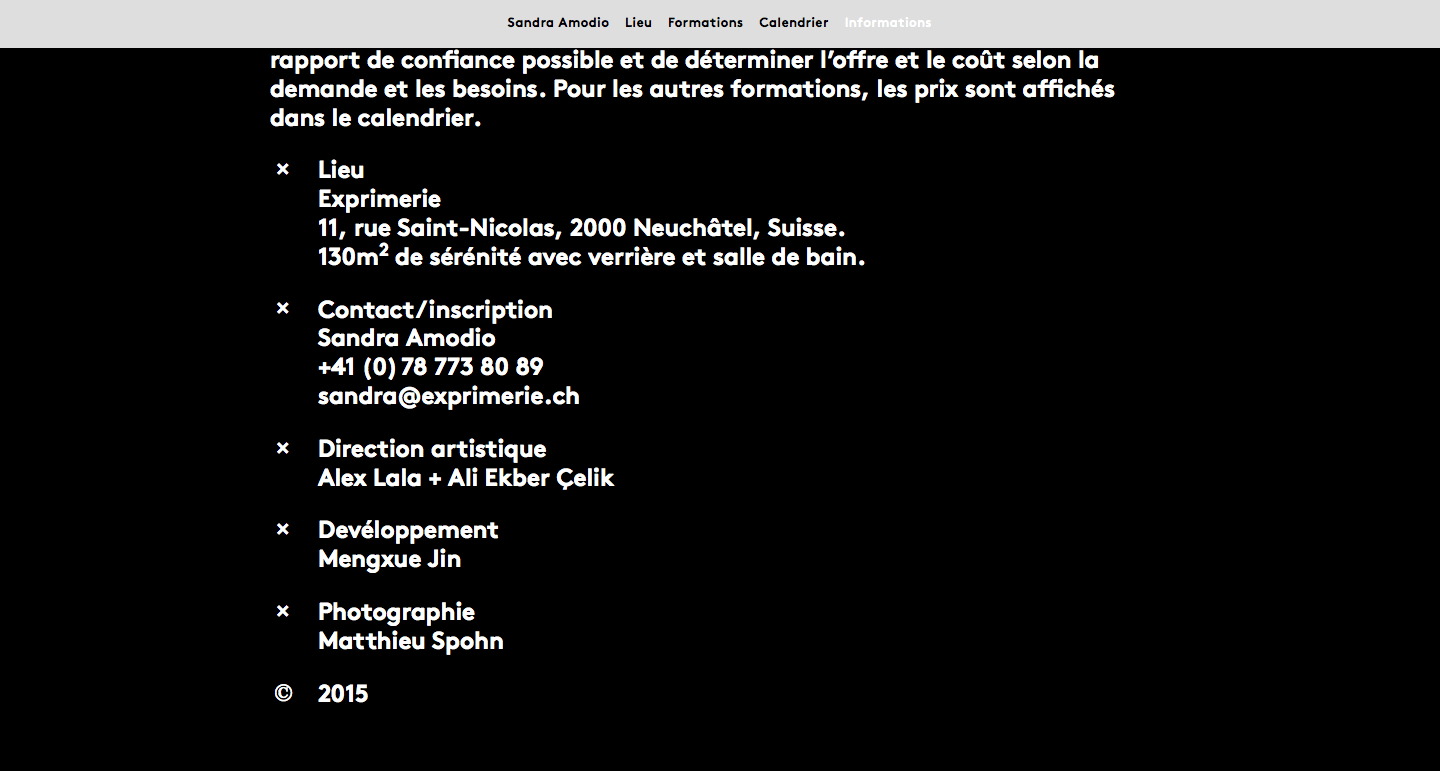 Sandra Amodio Lieu Formations Calendrier Informations
rapport de confiance possible et de déterminer l’offre et le coût selon la
demande et les besoins. Pour les autres formations, les prix sont affichés
dans le calendrier.
× Lieu
Exprimerie
11, rue Saint-Nicolas, 2000 Neuchâtel, Suisse.
130m² de sérénité avec verrière et salle de bain.
× Contact/inscription
Sandra Amodio
+41 (0) 78 773 80 89
sandra@exprimerie.ch
× Direction artistique
Alex Lala + Ali Ekber Çelik
× Devéloppement
Mengxue Jin
× Photographie
Matthieu Spohn
© 2015